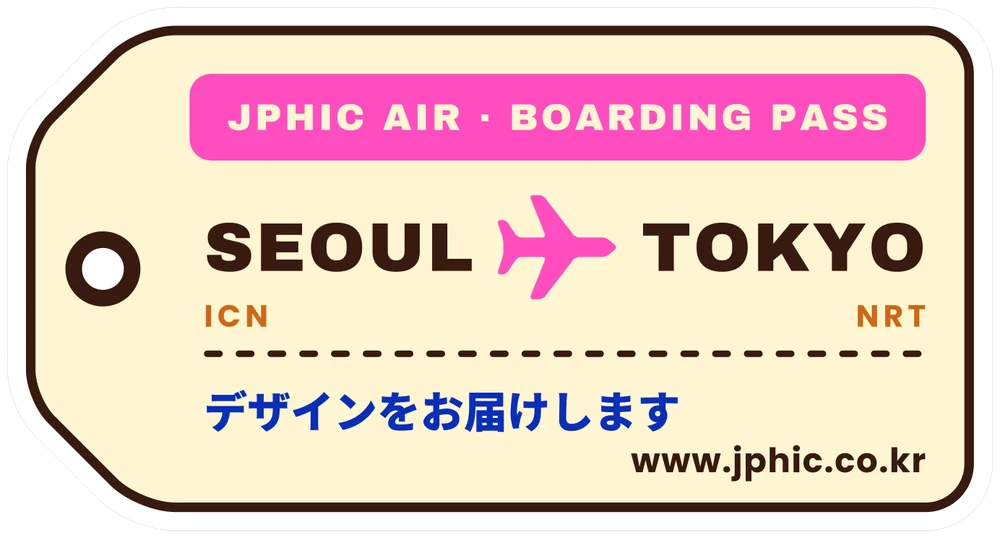 JPHIC AIR · BOARDING PASS
SEOUL TOKYO
ICN NRT
デザインをお届けします
www.jphic.co.kr